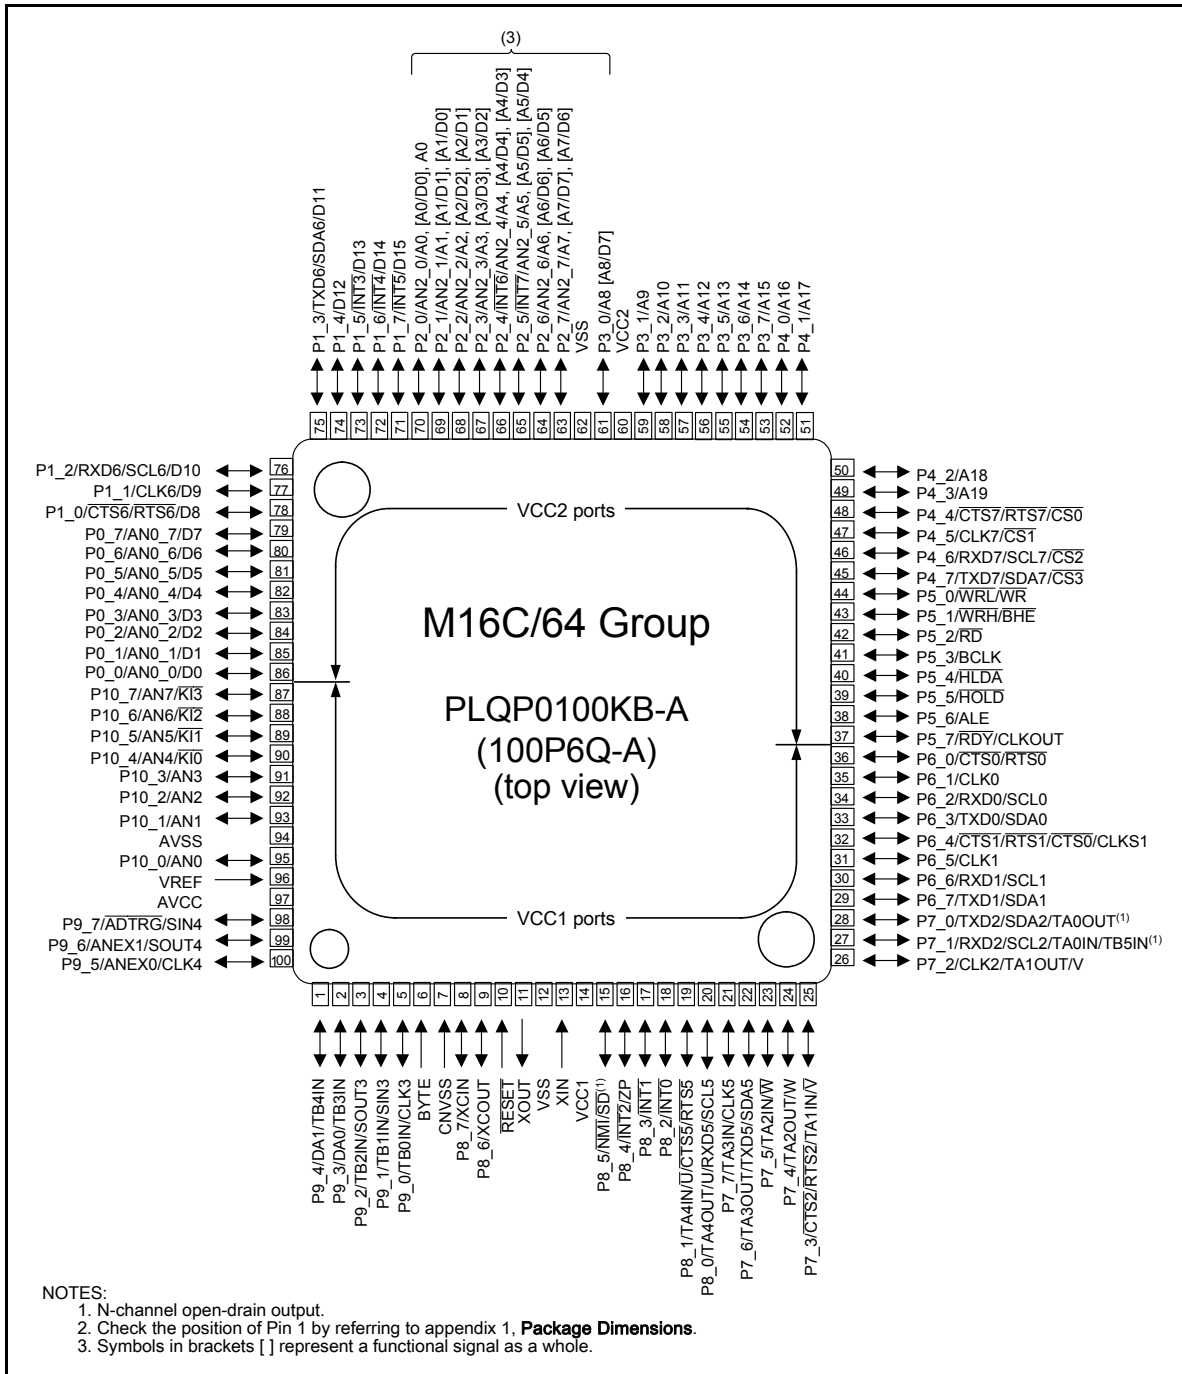 (3)
P1_3/TXD6/SDA6/D11
P1_4/D12
P1_5/INT3/D13
P1_6/INT4/D14
P1_7/INT5/D15
P2_0/AN2_0/A0, [A0/D0], A0
P2_1/AN2_1/A1, [A1/D1], [A1/D0]
P2_2/AN2_2/A2, [A2/D2], [A2/D1]
P2_3/AN2_3/A3, [A3/D3], [A3/D2]
P2_4/INT6/AN2_4/A4, [A4/D4], [A4/D3]
P2_5/INT7/AN2_5/A5, [A5/D5], [A5/D4]
P2_6/AN2_6/A6, [A6/D6], [A6/D5]
P2_7/AN2_7/A7, [A7/D7], [A7/D6]
VSS
P3_0/A8 [A8/D7]
VCC2
P3_1/A9
P3_2/A10
P3_3/A11
P3_4/A12
P3_5/A13
P3_6/A14
P3_7/A15
P4_0/A16
P4_1/A17
75 74 73 72 71 70 69 68 67 66 65 64 63 62 61 60 59 58 57 56 55 54 53 52 51
P1_2/RXD6/SCL6/D10 76
P1_1/CLK6/D9 77
P1_0/CTS6/RTS6/D8 78
P0_7/AN0_7/D7 79
P0_6/AN0_6/D6 80
P0_5/AN0_5/D5 81
P0_4/AN0_4/D4 82
P0_3/AN0_3/D3 83
P0_2/AN0_2/D2 84
P0_1/AN0_1/D1 85
P0_0/AN0_0/D0 86
P10_7/AN7/KI3 87
P10_6/AN6/KI2 88
P10_5/AN5/KI1 89
P10_4/AN4/KI0 90
P10_3/AN3 91
P10_2/AN2 92
P10_1/AN1 93
AVSS 94
P10_0/AN0 95
VREF 96
AVCC 97
P9_7/ADTRG/SIN4 98
P9_6/ANEX1/SOUT4 99
P9_5/ANEX0/CLK4 100
VCC2 ports
M16C/64 Group
PLQP0100KB-A
(100P6Q-A)
(top view)
VCC1 ports
50 P4_2/A18
49 P4_3/A19
48 P4_4/CTS7/RTS7/CS0
47 P4_5/CLK7/CS1
46 P4_6/RXD7/SCL7/CS2
45 P4_7/TXD7/SDA7/CS3
44 P5_0/WRL/WR
43 P5_1/WRH/BHE
42 P5_2/RD
41 P5_3/BCLK
40 P5_4/HLDA
39 P5_5/HOLD
38 P5_6/ALE
37 P5_7/RDY/CLKOUT
36 P6_0/CTS0/RTS0
35 P6_1/CLK0
34 P6_2/RXD0/SCL0
33 P6_3/TXD0/SDA0
32 P6_4/CTS1/RTS1/CTS0/CLKS1
31 P6_5/CLK1
30 P6_6/RXD1/SCL1
29 P6_7/TXD1/SDA1
28 P7_0/TXD2/SDA2/TA0OUT(1)
27 P7_1/RXD2/SCL2/TA0IN/TB5IN(1)
26 P7_2/CLK2/TA1OUT/V
1 2 3 4 5 6 7 8 9 10 11 12 13 14 15 16 17 18 19 20 21 22 23 24 25
P9_4/DA1/TB4IN
P9_3/DA0/TB3IN
P9_2/TB2IN/SOUT3
P9_1/TB1IN/SIN3
P9_0/TB0IN/CLK3
BYTE
CNVSS
P8_7/XCIN
P8_6/XCOUT
RESET
XOUT
VSS
XIN
VCC1
P8_5/NMI/SD(1)
P8_4/INT2/ZP
P8_3/INT1
P8_2/INT0
P8_1/TA4IN/U/CTS5/RTS5
P8_0/TA4OUT/U/RXD5/SCL5
P7_7/TA3IN/CLK5
P7_6/TA3OUT/TXD5/SDA5
P7_5/TA2IN/W
P7_4/TA2OUT/W
P7_3/CTS2/RTS2/TA1IN/V
NOTES:
1. N-channel open-drain output.
2. Check the position of Pin 1 by referring to appendix 1, Package Dimensions.
3. Symbols in brackets [ ] represent a functional signal as a whole.